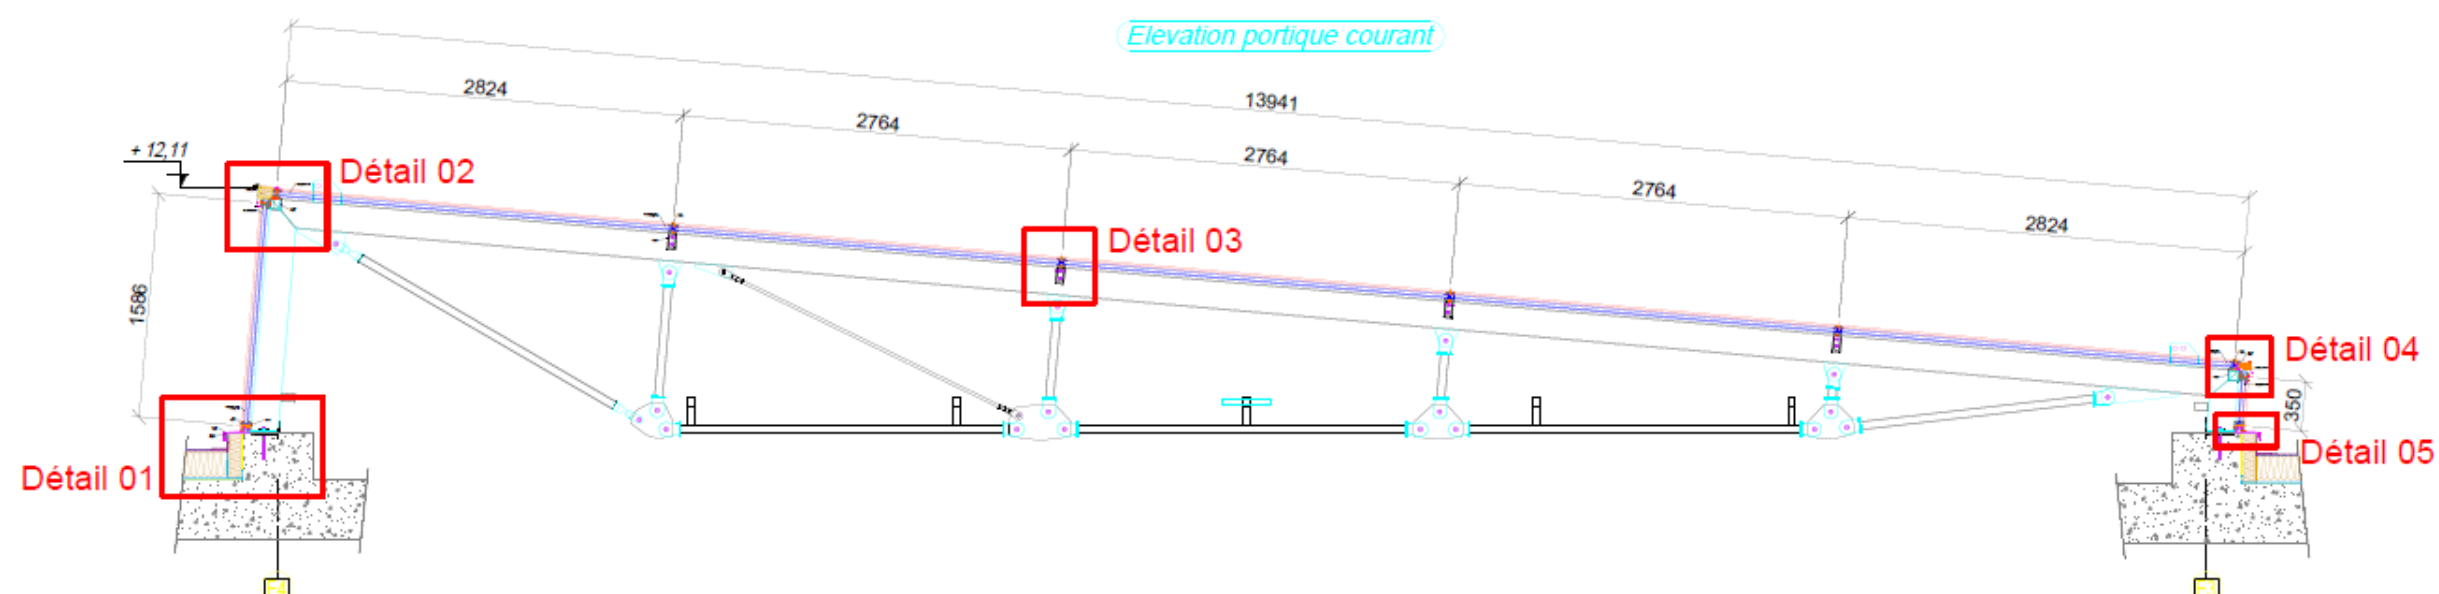 Elevation portique courant
2824
13941
2764
2764
2764
2824
+ 12,11
Détail 02
Détail 03
1586
Détail 04
350
Détail 01
Détail 05